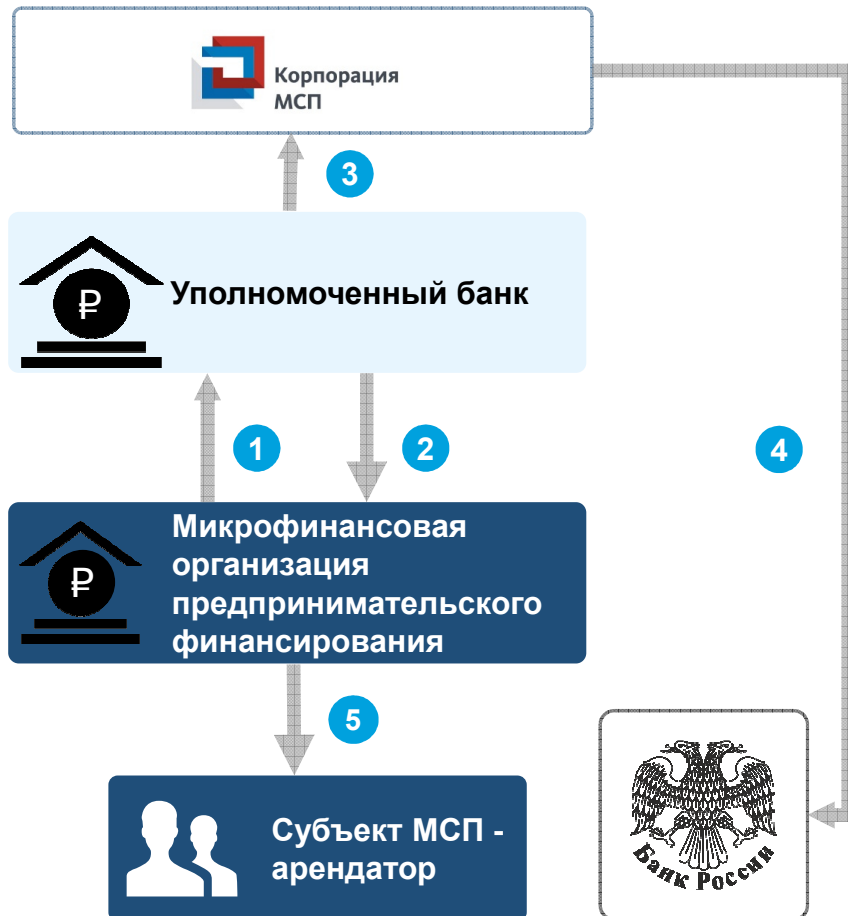 Корпорация
МСП
3
₽
Уполномоченный банк
1
2
4
₽
Микрофинансовая
организация
предпринимательского
финансирования
5
Субъект МСП -
арендатор
Банк России